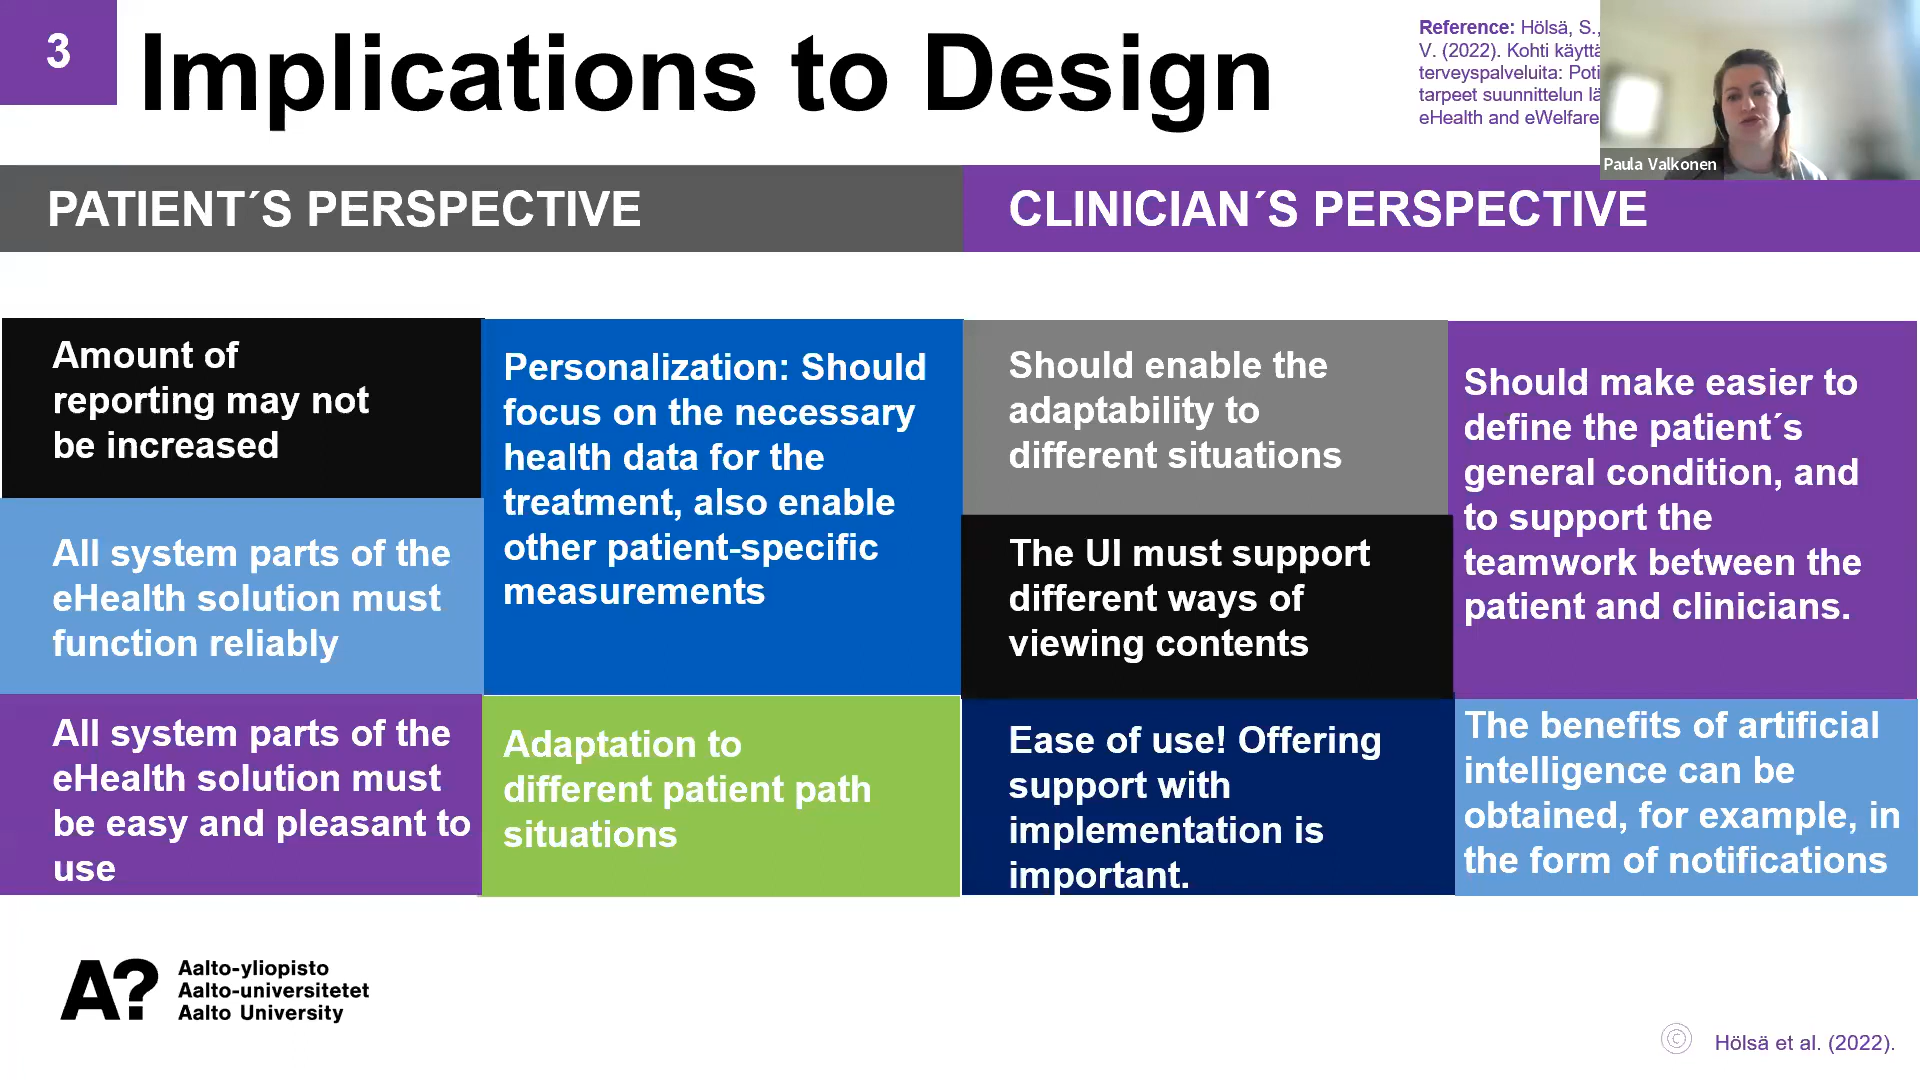 3
Implications to Design
Reference: Hölsä, S.,
V. (2022). Kohti
terveyspalveluita:
tarpeet suunnittelun
eHealth and eWelfare
Paula Valkonen
PATIENT´S PERSPECTIVE
CLINICIAN´S PERSPECTIVE
Amount of
reporting may not
be increased
All system parts of the
eHealth solution must
function reliably
All system parts of the
eHealth solution must
be easy and pleasant to
use
Personalization: Should
focus on the necessary
health data for the
treatment, also enable
other patient-specific
measurements
Adaptation to
different patient path
situations
Should enable the
adaptability to
different situations
The UI must support
different ways of
viewing contents
Ease of use! Offering
support with
implementation is
important.
Should make easier to
define the patient´s
general condition, and
to support the
teamwork between the
patient and clinicians.
The benefits of artificial
intelligence can be
obtained, for example, in
the form of notifications
A?
Aalto-yliopisto
Aalto-universitetet
Aalto University
© Hölsä et al. (2022).